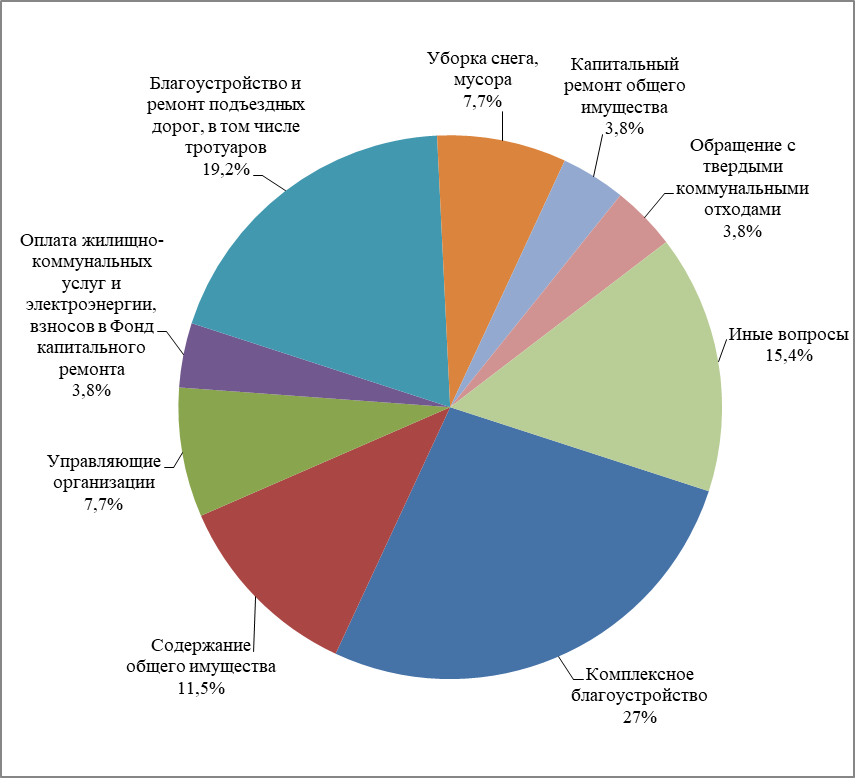 Уборка снега,
мусора
7,7%
Капитальный
ремонт общего
имущества
3,8%
Обращение с
твердыми
коммунальными
отходами
3,8%
Иные вопросы
15,4%
Комплексное
благоустройство
27%
Содержание
общего имущества
11,5%
Управляющие
организации
7,7%
Оплата жилищно-
коммунальных
услуг и
электроэнергии,
взносов в Фонд
капитального
ремонта
3,8%
Благоустройство и
ремонт подъездных
дорог, в том числе
тротуаров
19,2%